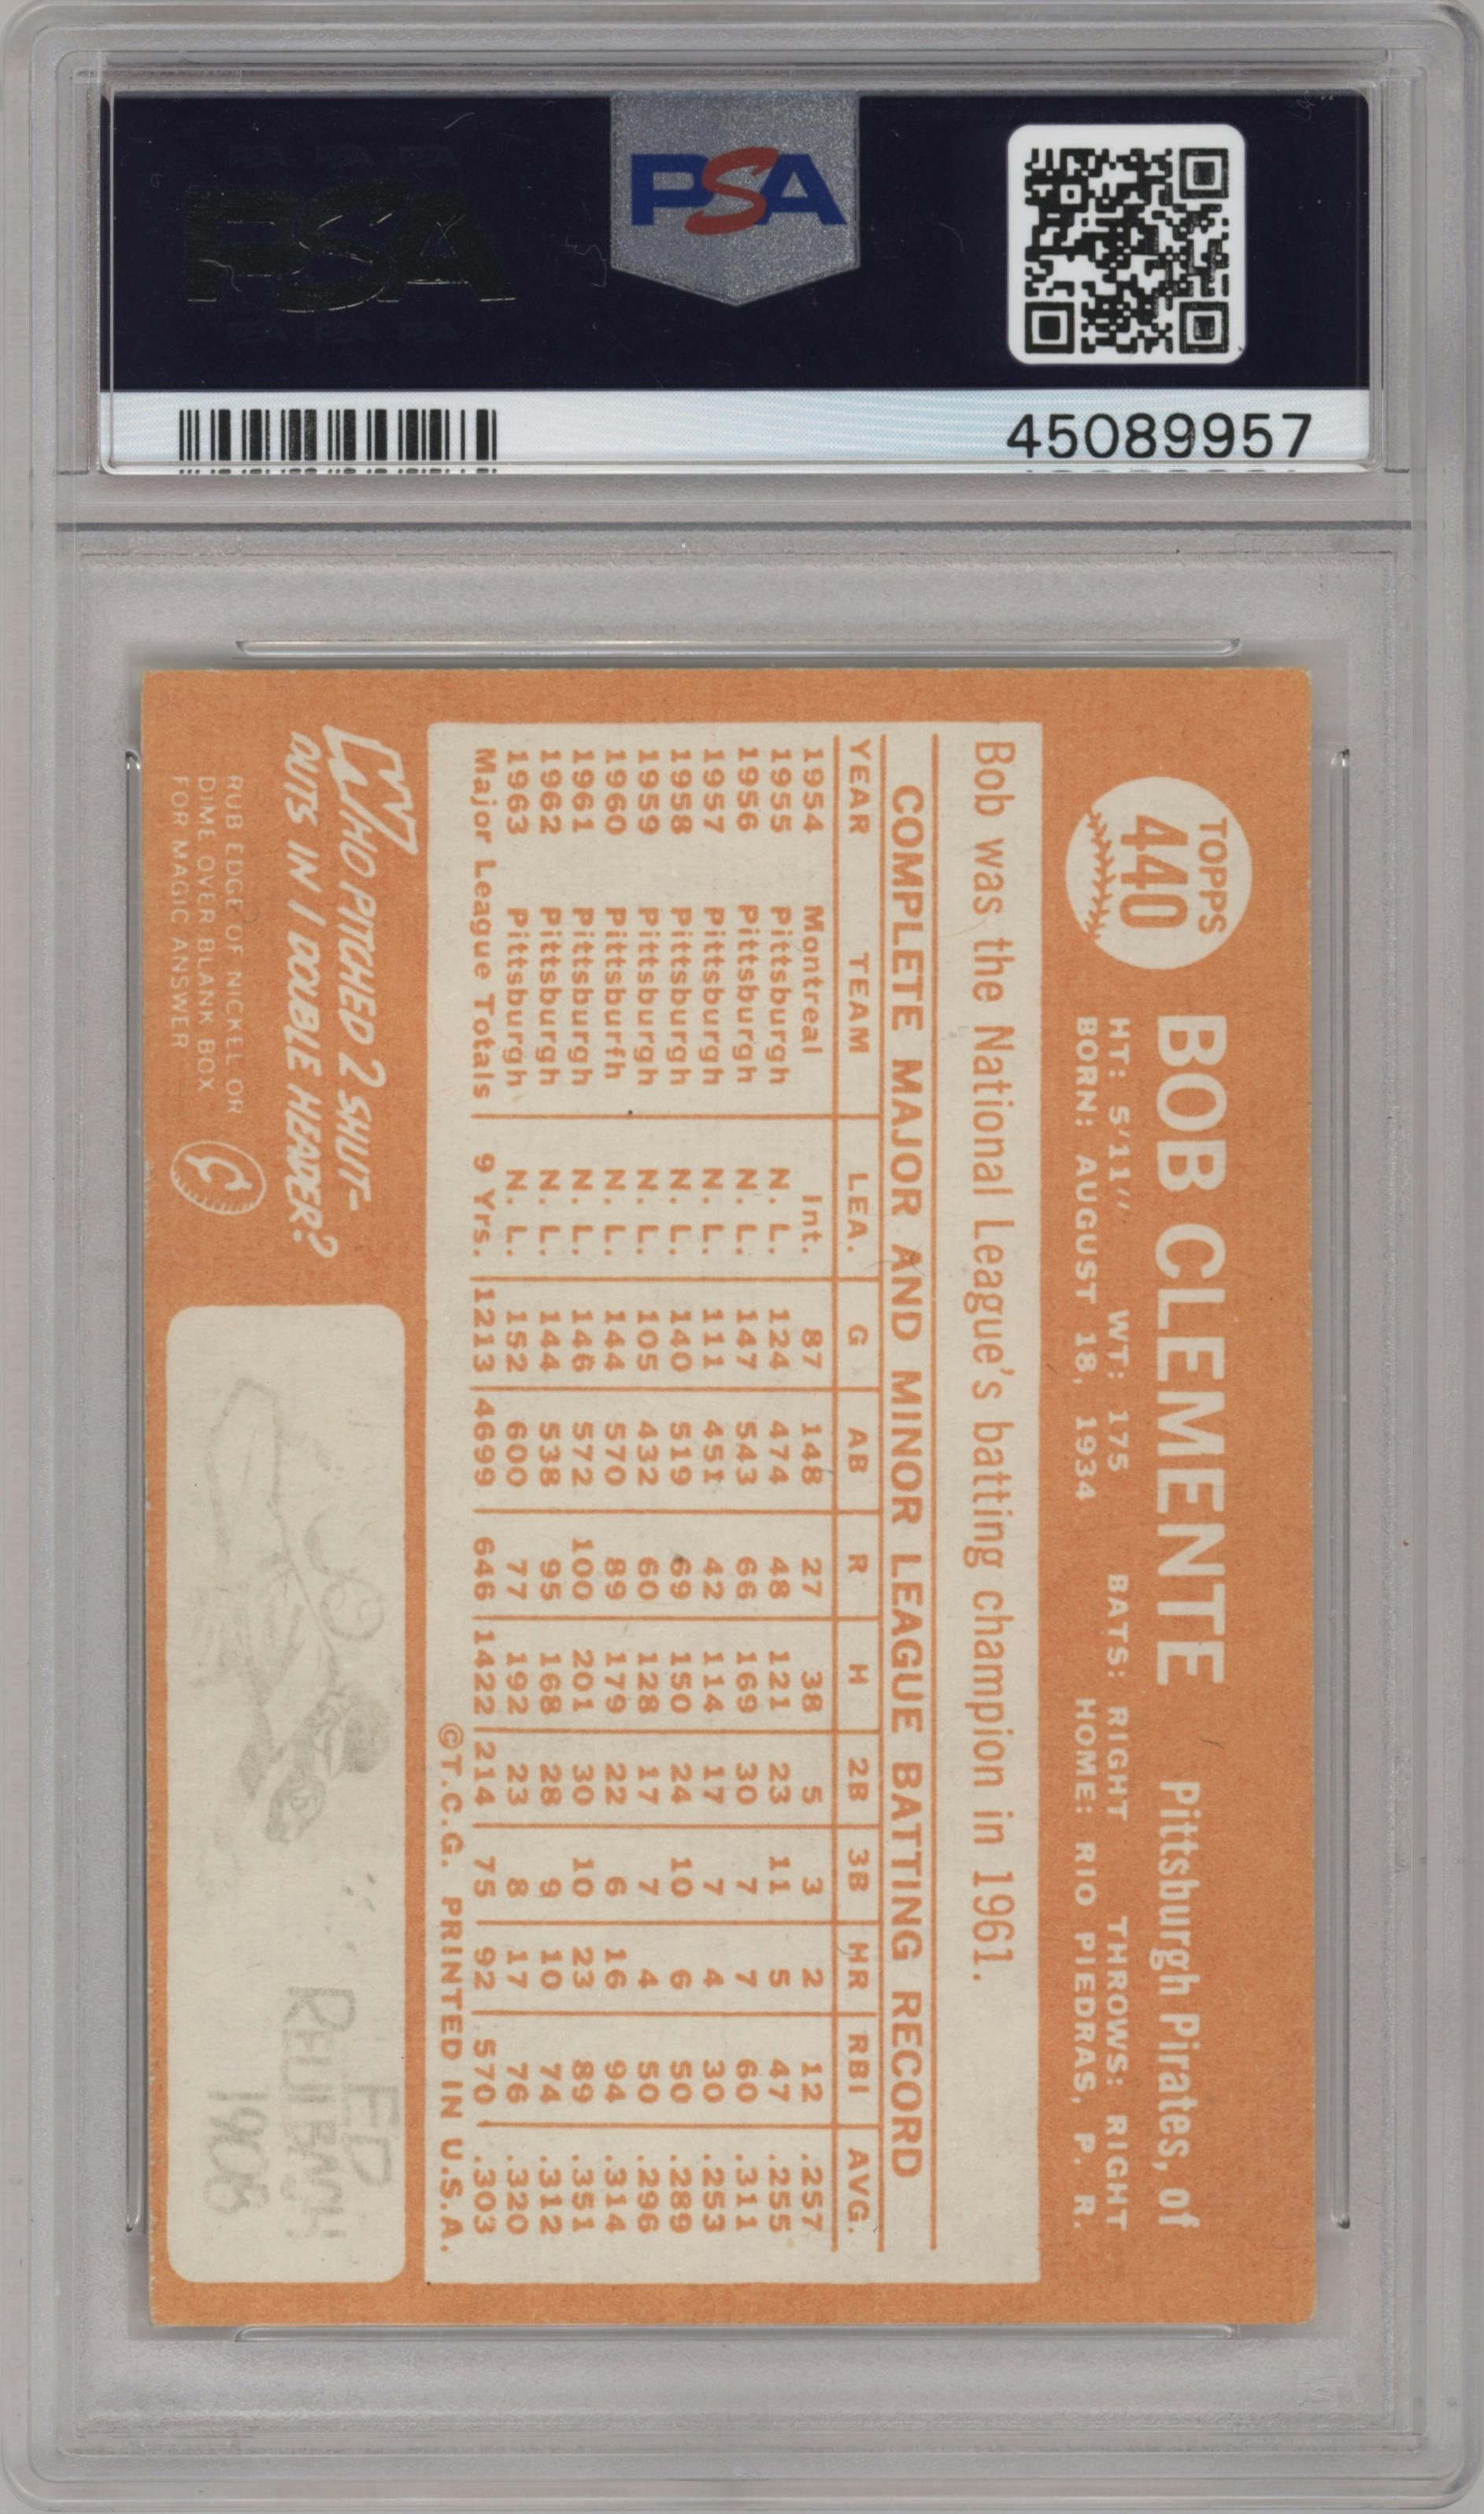 PSA
PSA PSA PSA
PSA
PSA PSA PSA
45089957
TOPPS
440
BOB CLEMENTE Pittsburgh Pirates, of
HT: 5'11" WT: 175 BATS: RIGHT THROWS: RIGHT
BORN: AUGUST 18, 1934 HOME: RIO PIEDRAS, P. R.
Bob was the National League's batting champion in 1961.
COMPLETE MAJOR AND MINOR LEAGUE BATTING RECORD
YEAR TEAM LEA. G AB R H 2B 3B HR RBI AVG.
1954 Montreal Int. 87 148 27 38 5 3 2 12 .257
1955 Pittsburgh N. L. 124 474 48 121 23 11 5 47 .255
1956 Pittsburgh N. L. 147 543 66 169 30 7 7 60 .311
1957 Pittsburgh N. L. 111 451 42 114 17 7 4 30 .253
1958 Pittsburgh N. L. 140 519 69 150 24 10 6 50 .289
1959 Pittsburgh N. L. 105 432 60 128 17 7 4 50 .296
1960 Pittsburfh N. L. 144 570 89 179 22 6 16 94 .314
1961 Pittsburgh N. L. 146 572 100 201 30 10 23 89 .351
1962 Pittsburgh N. L. 144 538 95 168 28 9 10 74 .312
1963 Pittsburgh N. L. 152 600 77 192 23 8 17 76 .320
Major League Totals 9 Yrs. 1213 4699 646 1422 214 75 92 570 .303
©T.C.G. PRINTED IN U.S.A.
WHO PITCHED 2 SHUT-
OUTS IN 1 DOUBLE HEADER?
RUB EDGE OF NICKEL OR
DIME OVER BLANK BOX
FOR MAGIC ANSWER
ED
REULBACH
1908